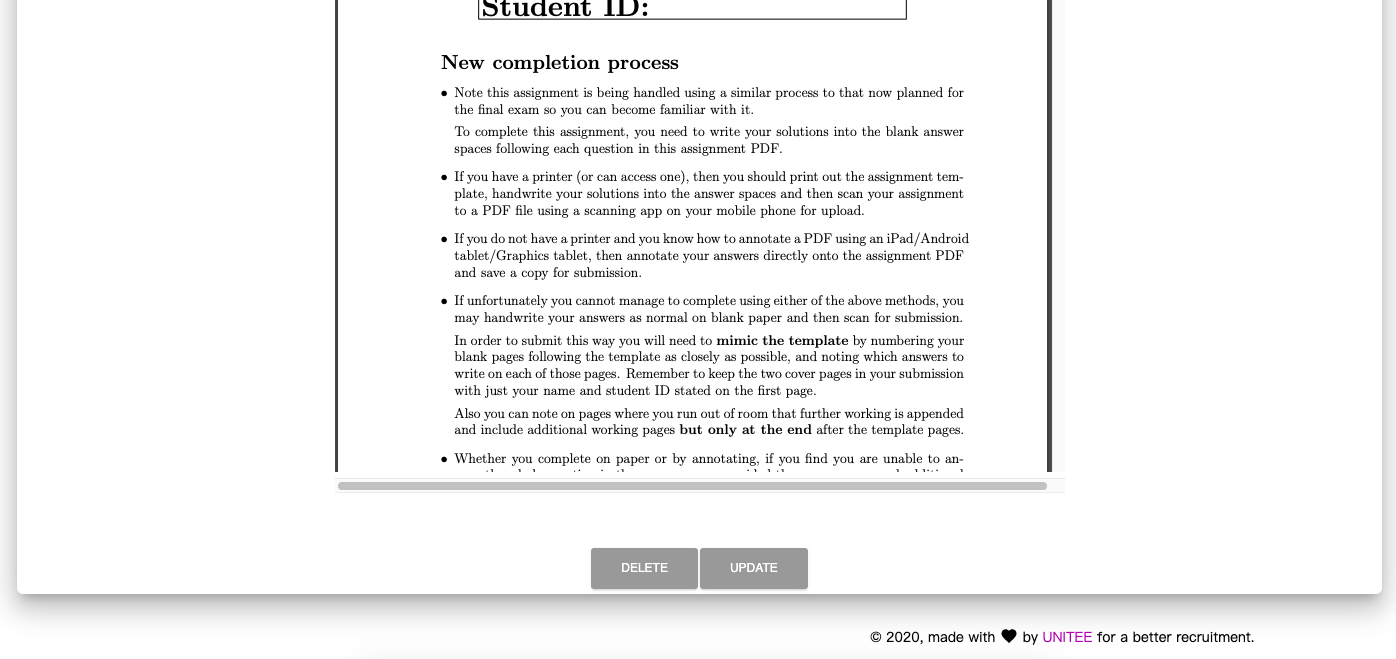 Student ID:
New completion process
• Note this assignment is being handled using a similar process to that now planned for
the final exam so you can become familiar with it.
To complete this assignment, you need to write your solutions into the blank answer
spaces following each question in this assignment PDF.
• If you have a printer (or can access one), then you should print out the assignment tem-
plate, handwrite your solutions into the answer spaces and then scan your assignment
to a PDF file using a scanning app on your mobile phone for upload.
• If you do not have a printer and you know how to annotate a PDF using an iPad/Android
tablet/Graphics tablet, then annotate your answers directly onto the assignment PDF
and save a copy for submission.
• If unfortunately you cannot manage to complete using either of the above methods, you
may handwrite your answers as normal on blank paper and then scan for submission.
In order to submit this way you will need to mimic the template by numbering your
blank pages following the template as closely as possible, and noting which answers to
write on each of those pages. Remember to keep the two cover pages in your submission
with just your name and student ID stated on the first page.
Also you can note on pages where you run out of room that further working is appended
and include additional working pages but only at the end after the template pages.
• Whether you complete on paper or by annotating, if you find you are unable to an-
DELETE UPDATE
© 2020, made with ♥ by UNITEE for a better recruitment.